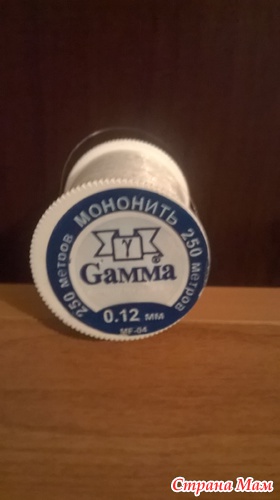 МОНОНИТЬ
250 метров
250 метров
γ
Gamma®
0.12 мм
MF-04
Страна Мам